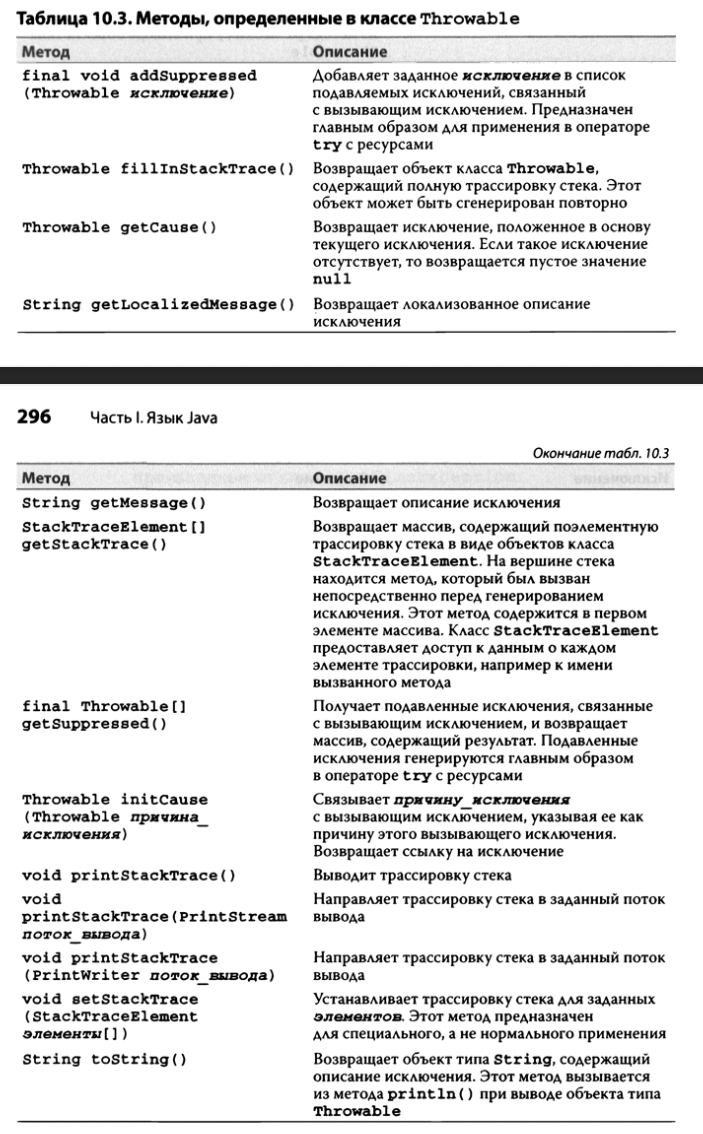 Таблица 10.3. Методы, определенные в классе Throwable
Метод Описание
final void addSuppressed Добавляет заданное исключение в список
(Throwable исключение) подавляемых исключений, связанный
с вызывающим исключением. Предназначен
главным образом для применения в операторе
try с ресурсами
Throwable fillInStackTrace() Возвращает объект класса Throwable,
содержащий полную трассировку стека. Этот
объект может быть сгенерирован повторно
Throwable getCause() Возвращает исключение, положенное в основу
текущего исключения. Если такое исключение
отсутствует, то возвращается пустое значение
null
String getLocalizedMessage() Возвращает локализованное описание
исключения
296 Часть I. Язык Java
Окончание табл. 10.3
Метод Описание
String getMessage() Возвращает описание исключения
StackTraceElement[] Возвращает массив, содержащий поэлементную
getStackTrace() трассировку стека в виде объектов класса
StackTraceElement. На вершине стека
находится метод, который был вызван
непосредственно перед генерированием
исключения. Этот метод содержится в первом
элементе массива. Класс StackTraceElement
предоставляет доступ к данным о каждом
элементе трассировки, например к имени
вызванного метода
final Throwable[] Получает подавленные исключения, связанные
getSuppressed() с вызывающим исключением, и возвращает
массив, содержащий результат. Подавленные
исключения генерируются главным образом
в операторе try с ресурсами
Throwable initCause Связывает причину_исключения
(Throwable причина_ с вызывающим исключением, указывая ее как
исключения) причину этого вызывающего исключения.
Возвращает ссылку на исключение
void printStackTrace() Выводит трассировку стека
void Направляет трассировку стека в заданный поток
printStackTrace(PrintStream вывода
поток_вывода)
void printStackTrace Направляет трассировку стека в заданный поток
(PrintWriter поток_вывода) вывода
void setStackTrace Устанавливает трассировку стека для заданных
(StackTraceElement элементов. Этот метод предназначен
элементы[]) для специального, а не нормального применения
String toString() Возвращает объект типа String, содержащий
описание исключения. Этот метод вызывается
из метода println() при выводе объекта типа
Throwable